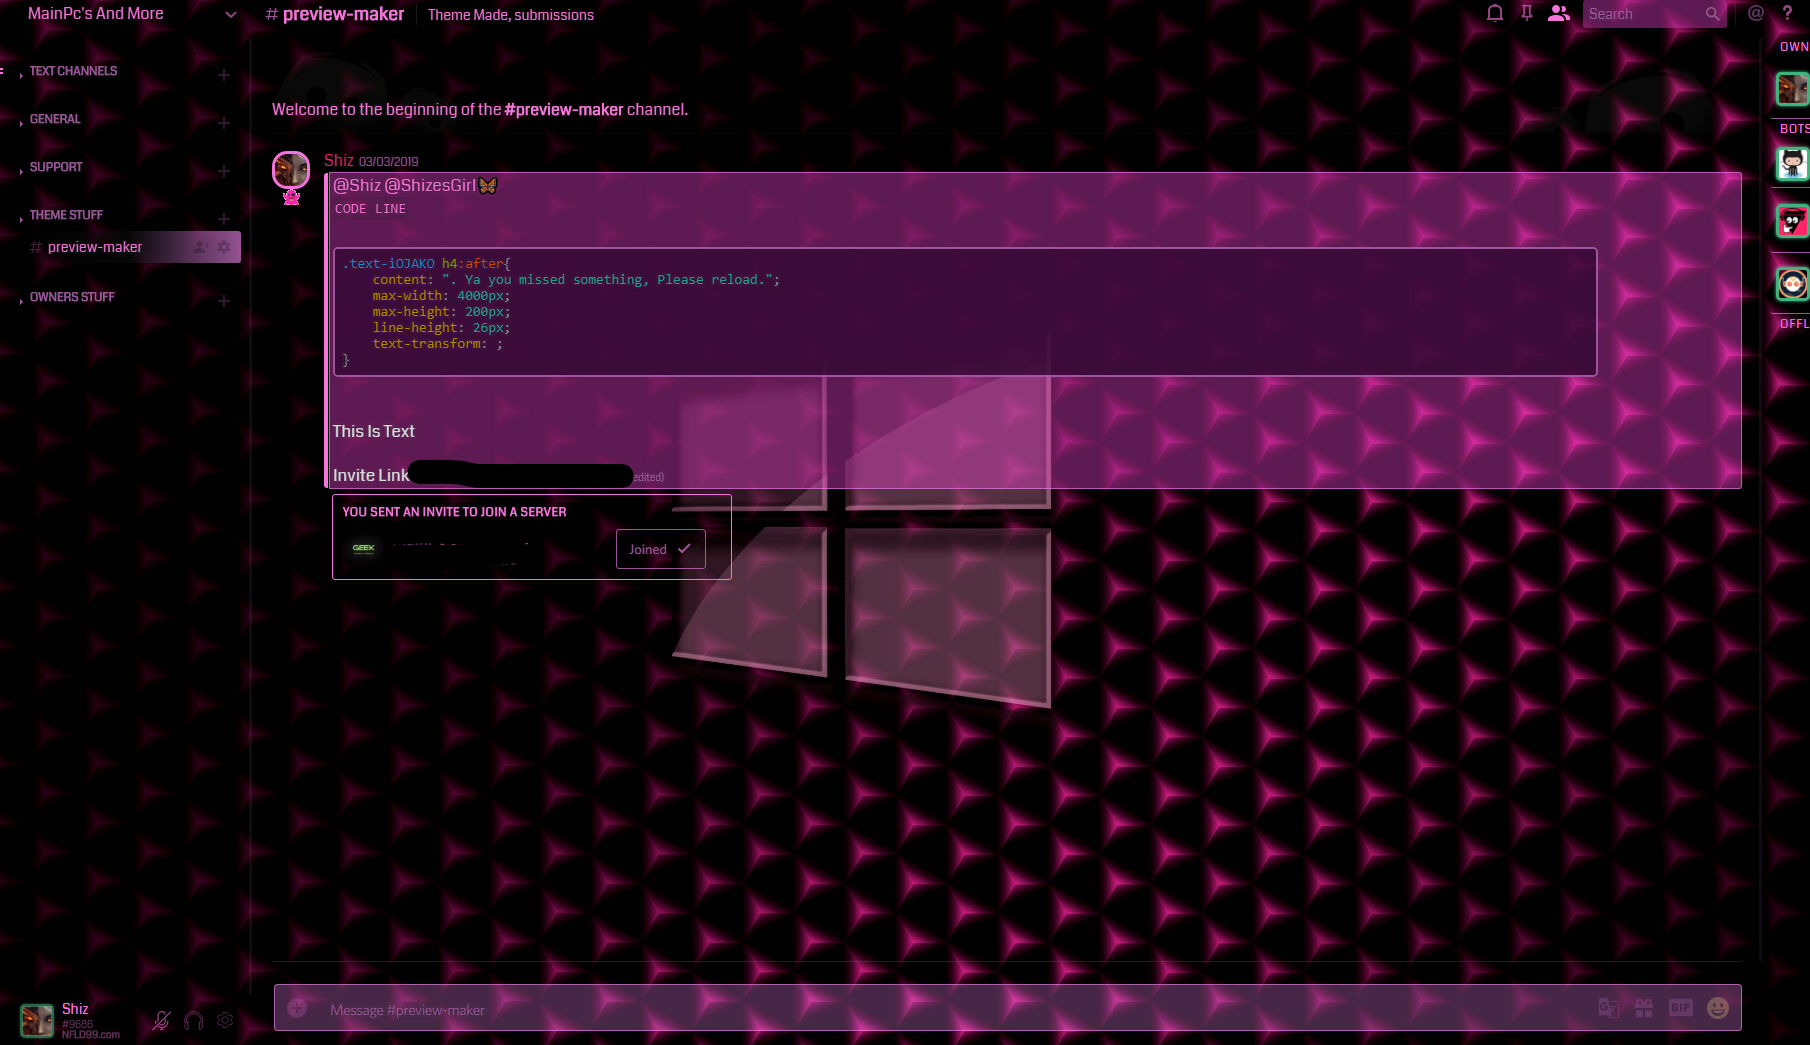 MainPc's And More
# preview-maker
Theme Made, submissions
Search
TEXT CHANNELS
GENERAL
SUPPORT
THEME STUFF
# preview-maker
OWNERS STUFF
Welcome to the beginning of the #preview-maker channel.
Shiz 03/03/2019
@Shiz @ShizesGirl🦋
CODE LINE
.text-iOJAKO h4:after{
content: ". Ya you missed something, Please reload.";
max-width: 4000px;
max-height: 200px;
line-height: 26px;
text-transform: ;
}
This Is Text
Invite Link
edited)
YOU SENT AN INVITE TO JOIN A SERVER
GEEK
Joined
OWN
BOTS
OFFL
Shiz
#9686
NFLD99.com
Message #preview-maker
GIF